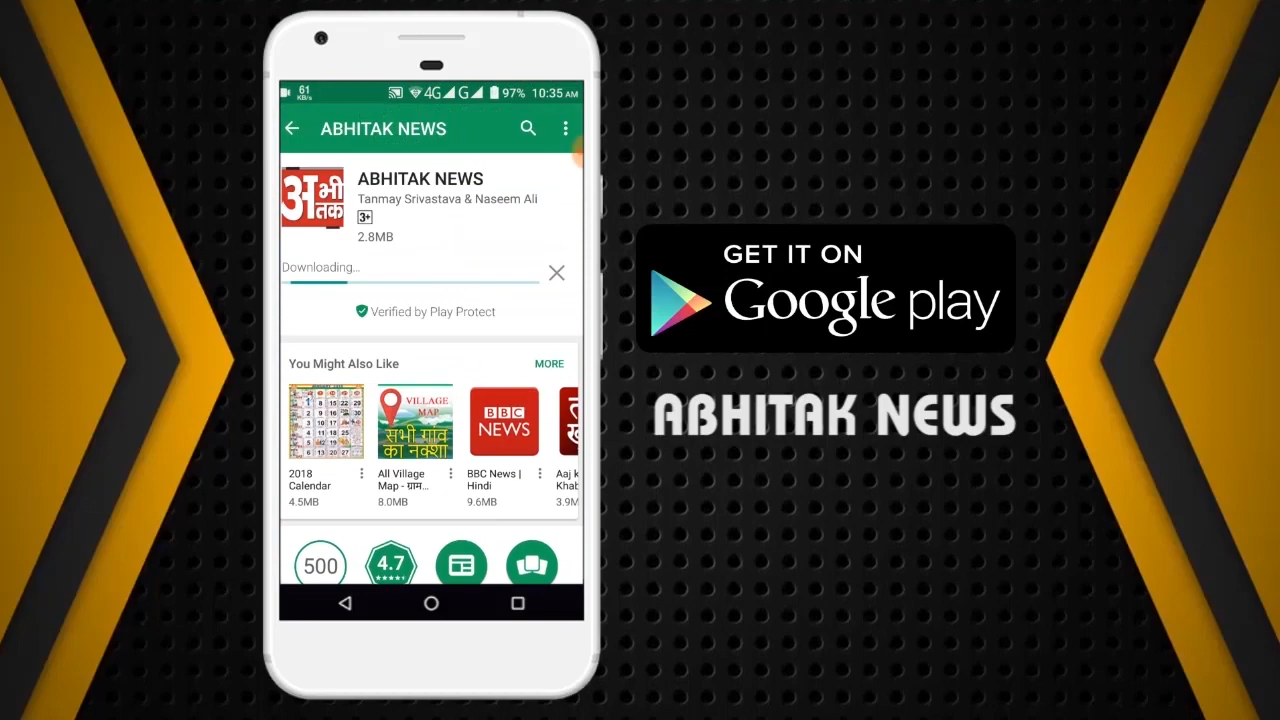 61
KB/s
4G
G
97%
10:35 AM
ABHITAK NEWS
अभी
तक
ABHITAK NEWS
Tanmay Srivastava & Naseem Ali
3+
2.8MB
Downloading...
Verified by Play Protect
You Might Also Like
MORE
VILLAGE
MAP
सभी गांव
का नक्शा
BBC
NEWS
2018
Calendar
4.5MB
All Village
Map - ग्राम...
8.0MB
BBC News |
Hindi
9.6MB
Aaj k
Khab
3.9M
500
4.7
GET IT ON
Google play
ABHITAK NEWS